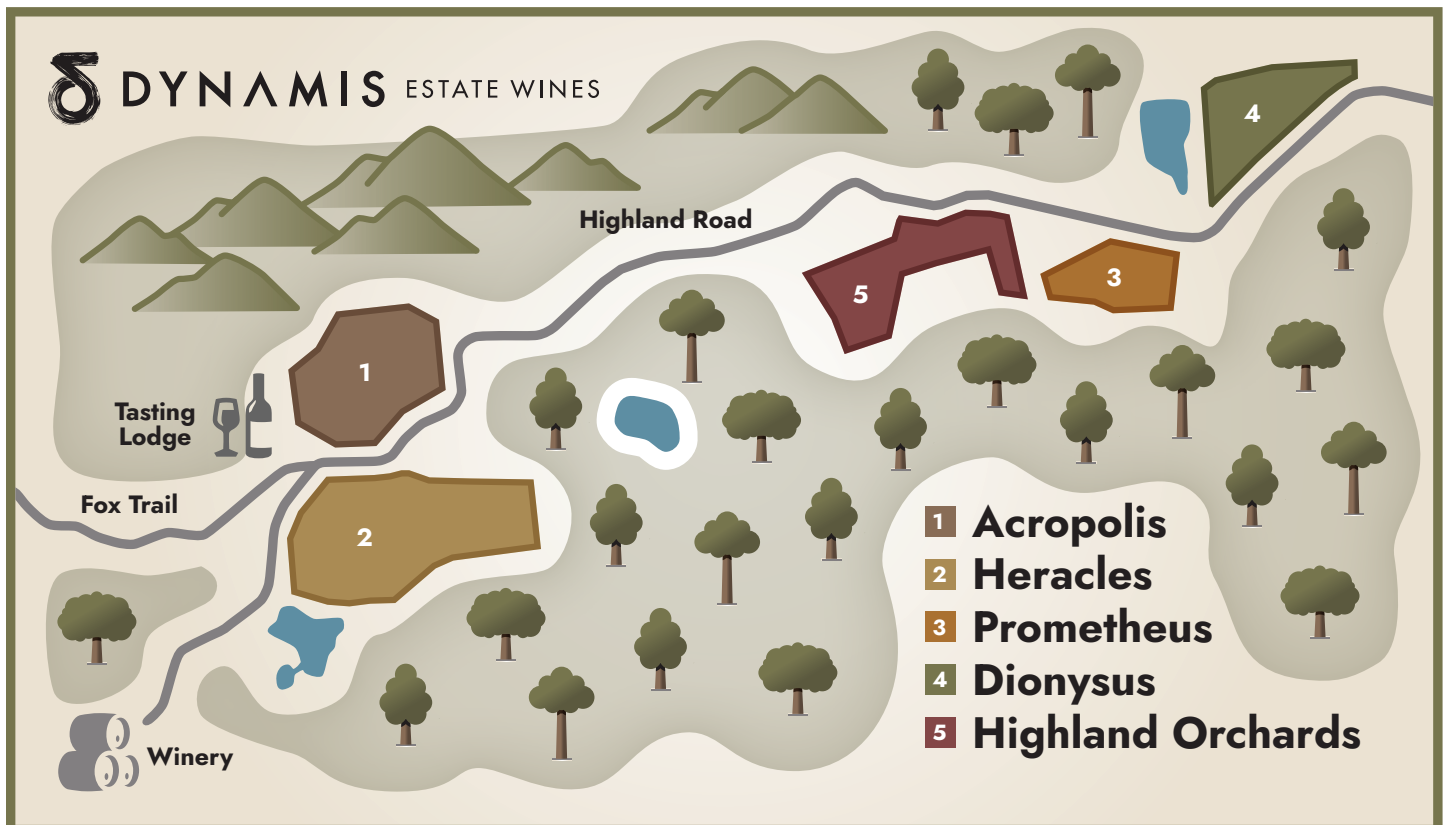 DYNAMIS ESTATE WINES
4
Highland Road
3
5
1
Tasting
Lodge
Fox Trail
2
1 Acropolis
2 Heracles
3 Prometheus
4 Dionysus
5 Highland Orchards
Winery